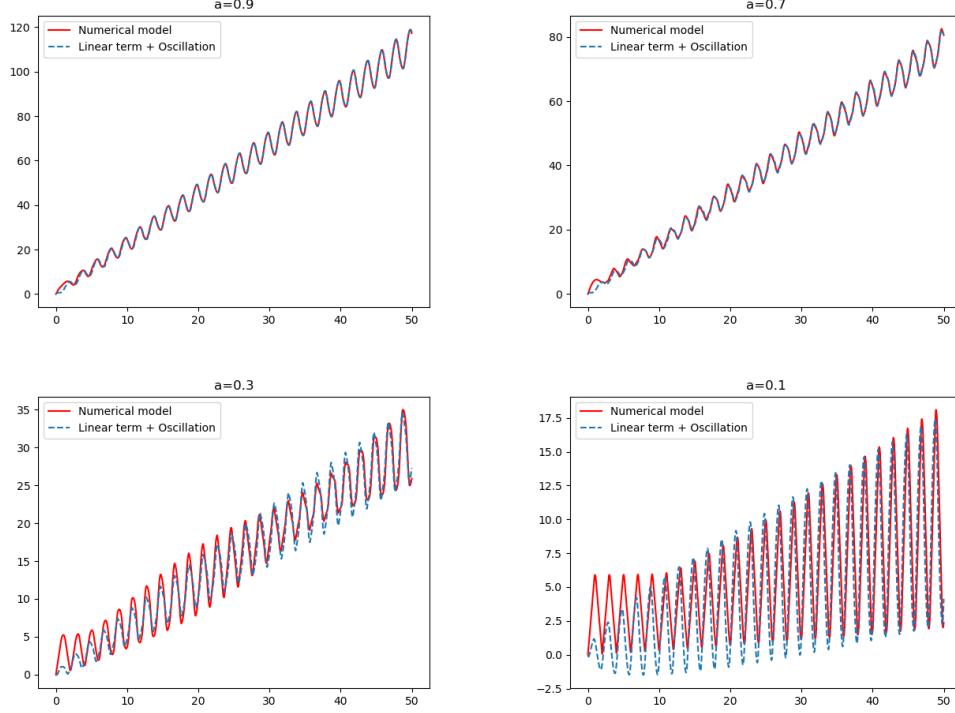 a=0.9
Numerical model
Linear term + Oscillation
120
100
80
60
40
20
0
0 10 20 30 40 50
a=0.7
Numerical model
Linear term + Oscillation
80
60
40
20
0
0 10 20 30 40 50
a=0.3
Numerical model
Linear term + Oscillation
35
30
25
20
15
10
5
0
0 10 20 30 40 50
a=0.1
Numerical model
Linear term + Oscillation
17.5
15.0
12.5
10.0
7.5
5.0
2.5
0.0
−2.5
0 10 20 30 40 50